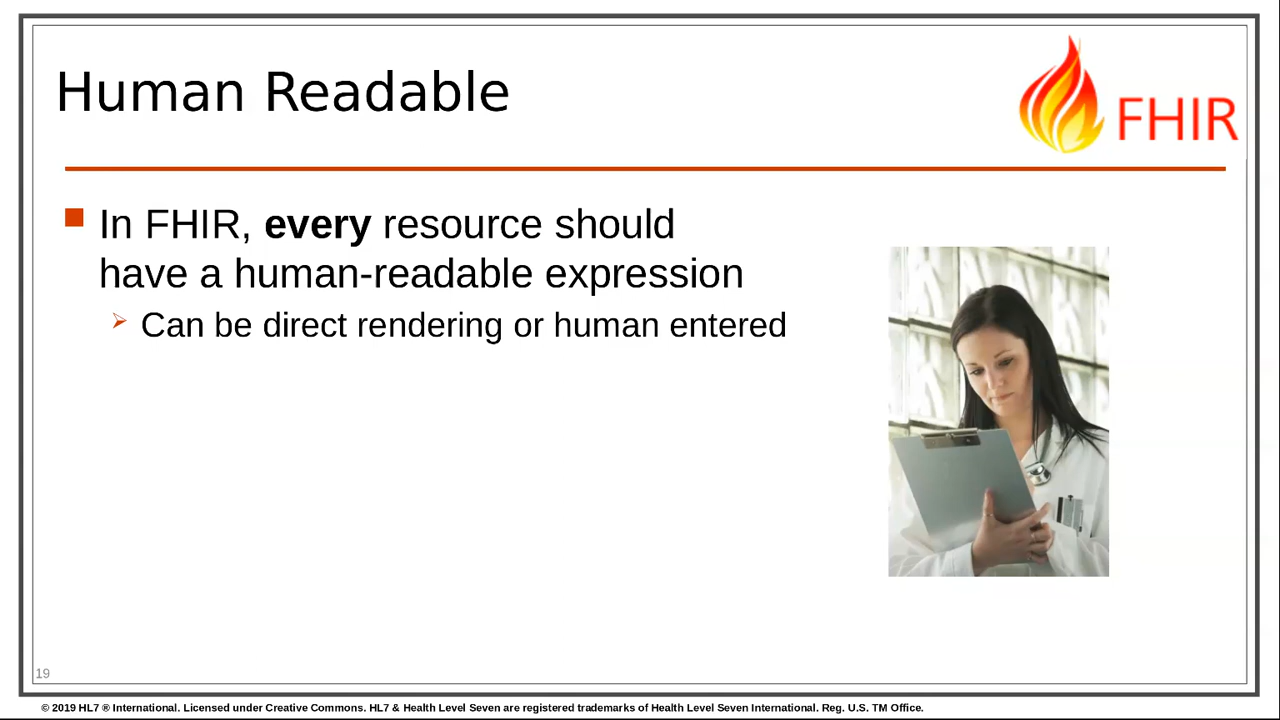 Human Readable
FHIR
In FHIR, every resource should
have a human-readable expression
Can be direct rendering or human entered
19
© 2019 HL7 ® International. Licensed under Creative Commons. HL7 & Health Level Seven are registered trademarks of Health Level Seven International. Reg. U.S. TM Office.